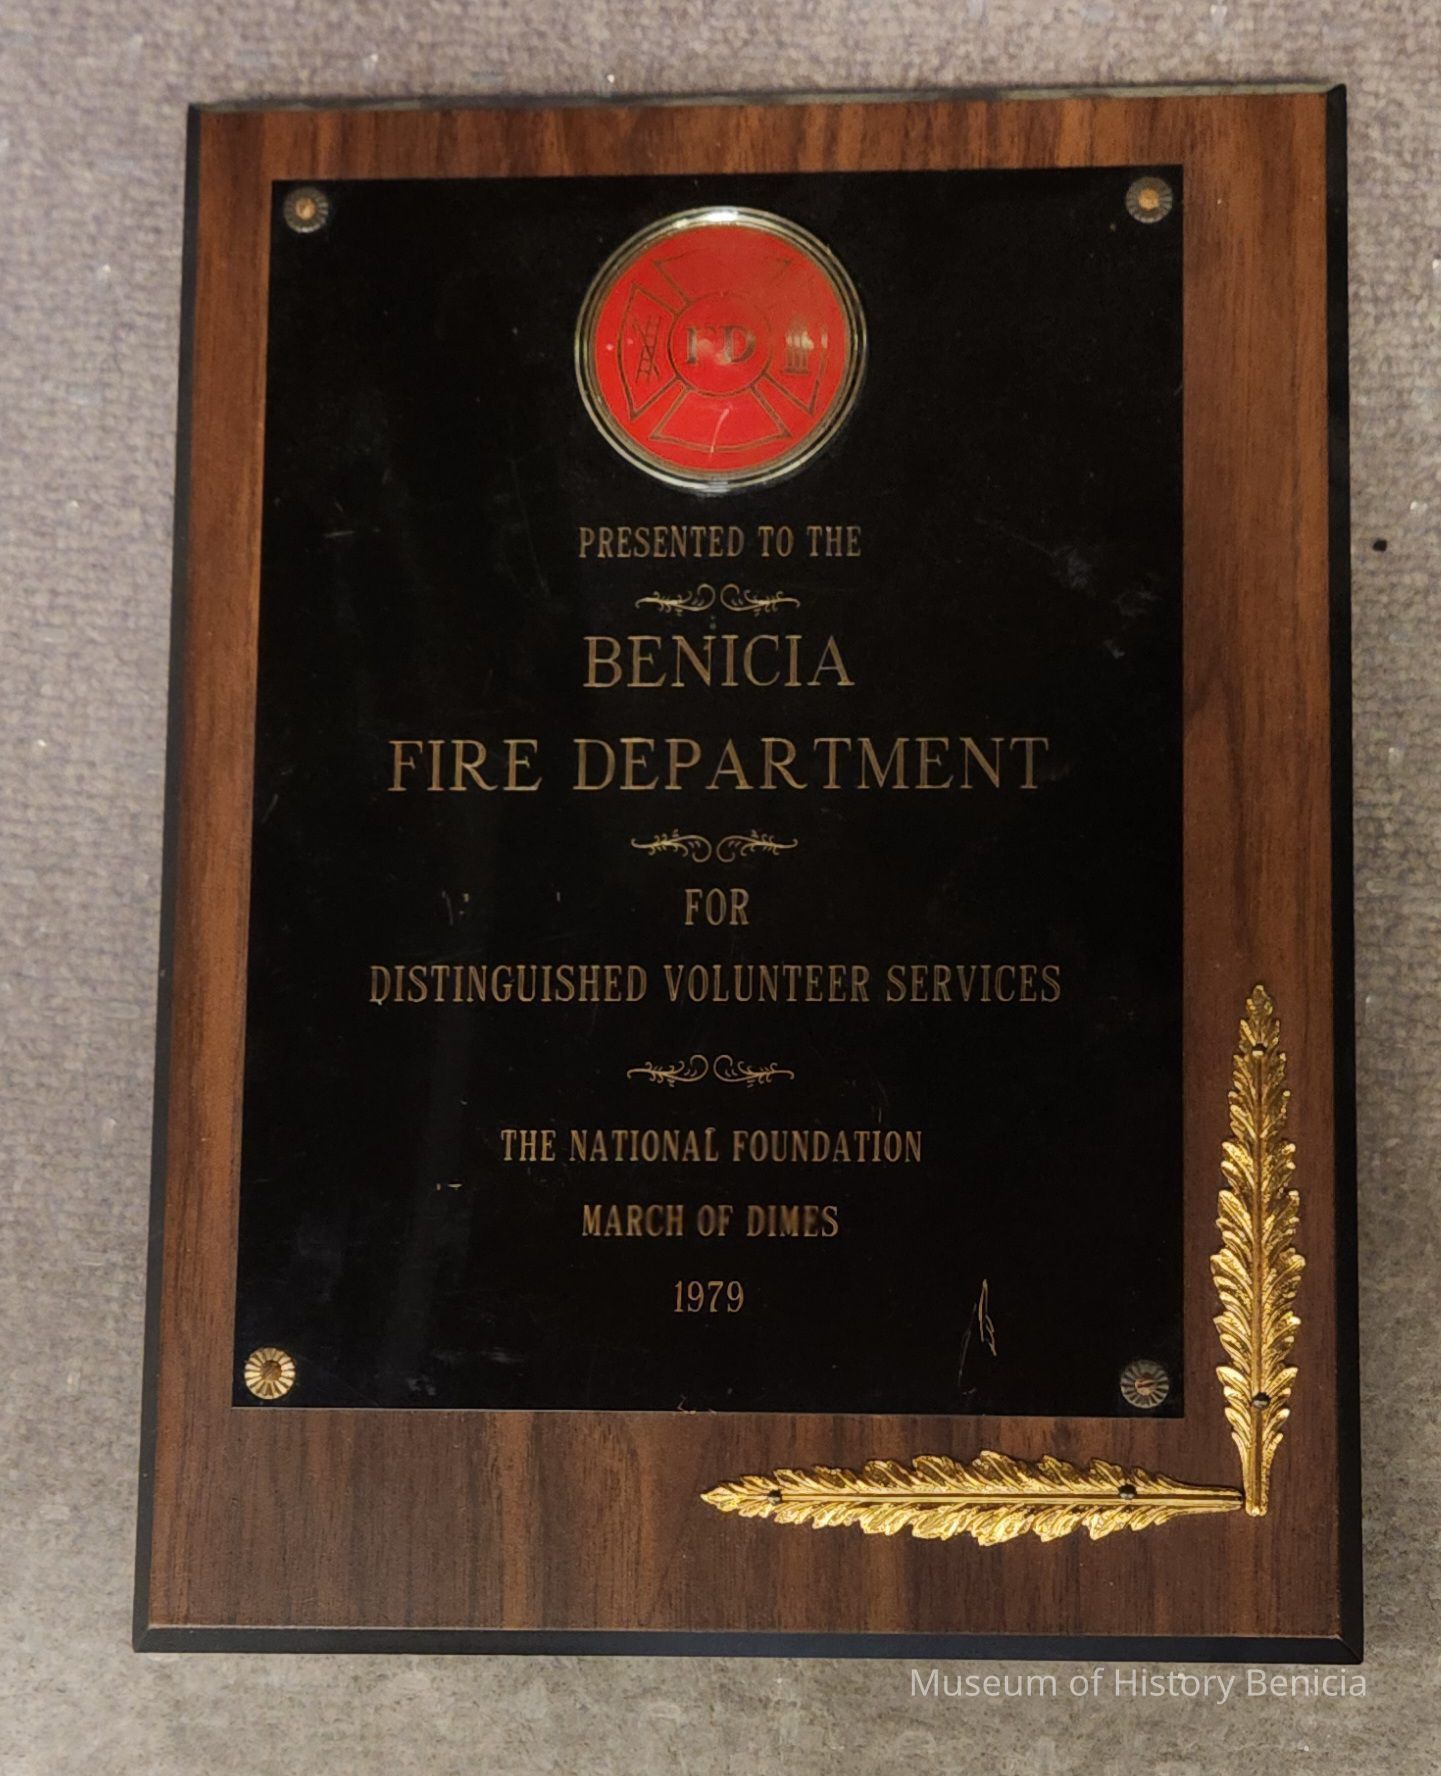 FD
PRESENTED TO THE
BENICIA
FIRE DEPARTMENT
FOR
DISTINGUISHED VOLUNTEER SERVICES
THE NATIONAL FOUNDATION
MARCH OF DIMES
1979
Museum of History Benicia